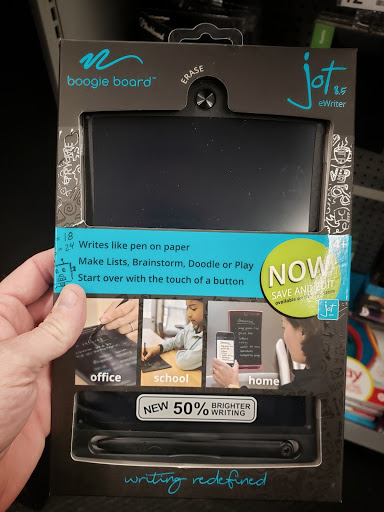 boogie board™
ERASE
jot 8.5
eWriter
Writes like pen on paper
Make Lists, Brainstorm, Doodle or Play
Start over with the touch of a button
4+
NOW
SAVE AND EDIT
jot
office
school
home
NEW 50% BRIGHTER
WRITING
writing redefined